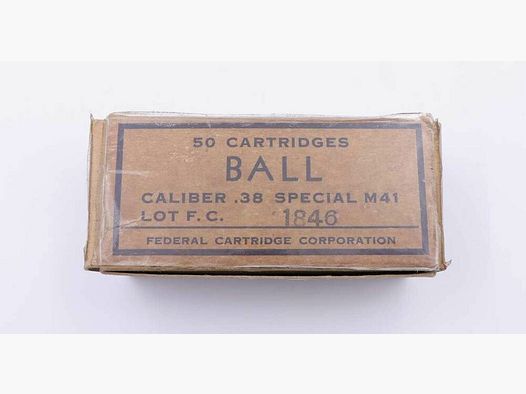 50 CARTRIDGES
BALL
CALIBER .38 SPECIAL M41
LOT F.C. 1846
FEDERAL CARTRIDGE CORPORATION